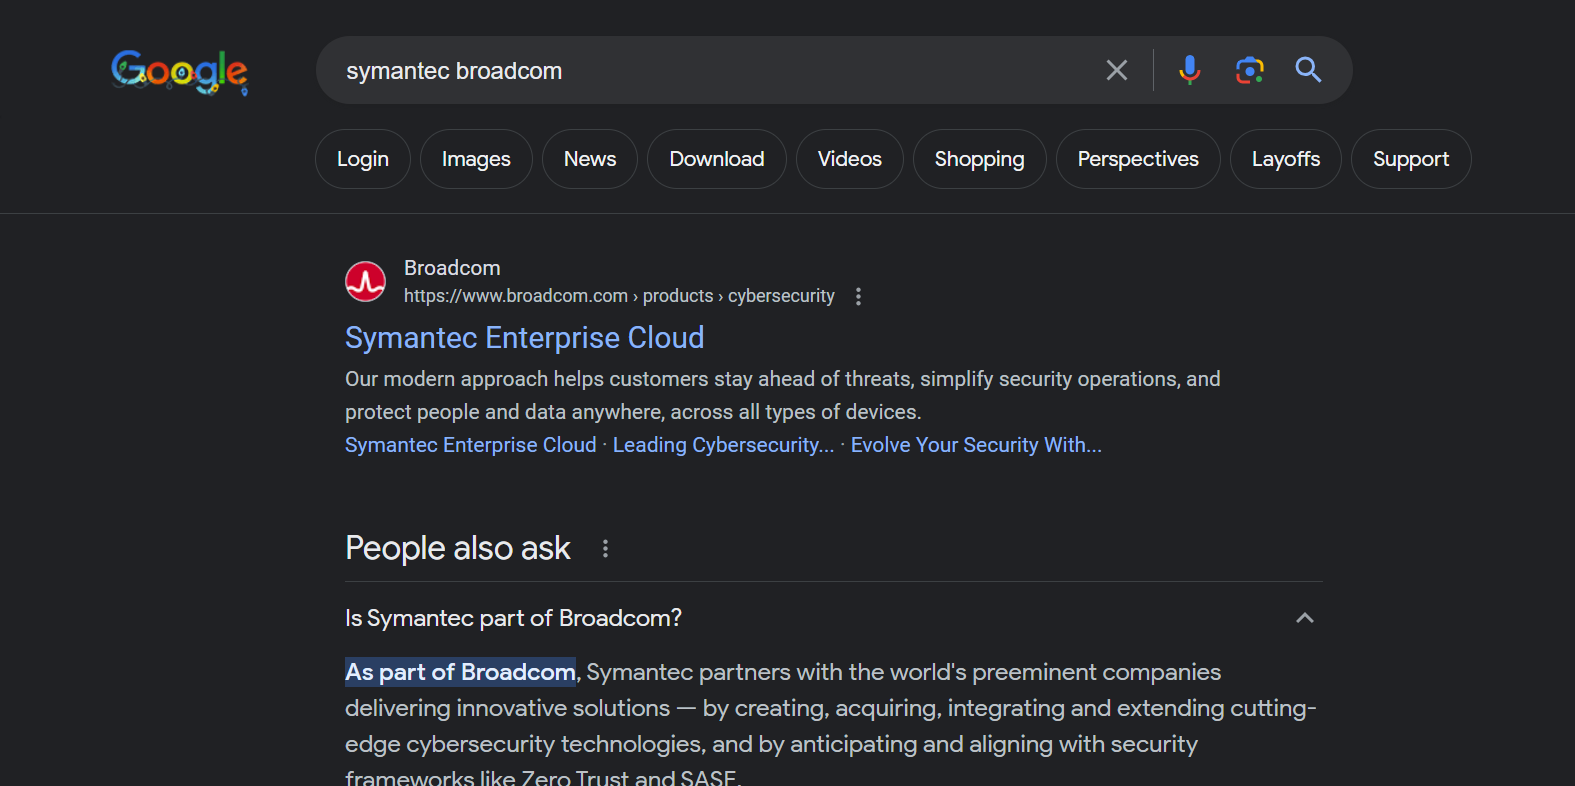 Google
symantec broadcom
Login
Images
News
Download
Videos
Shopping
Perspectives
Layoffs
Support
Broadcom
https://www.broadcom.com › products › cybersecurity
Symantec Enterprise Cloud
Our modern approach helps customers stay ahead of threats, simplify security operations, and
protect people and data anywhere, across all types of devices.
Symantec Enterprise Cloud · Leading Cybersecurity... · Evolve Your Security With...
People also ask
Is Symantec part of Broadcom?
As part of Broadcom, Symantec partners with the world's preeminent companies
delivering innovative solutions — by creating, acquiring, integrating and extending cutting-
edge cybersecurity technologies, and by anticipating and aligning with security
frameworks like Zero Trust and SASE.